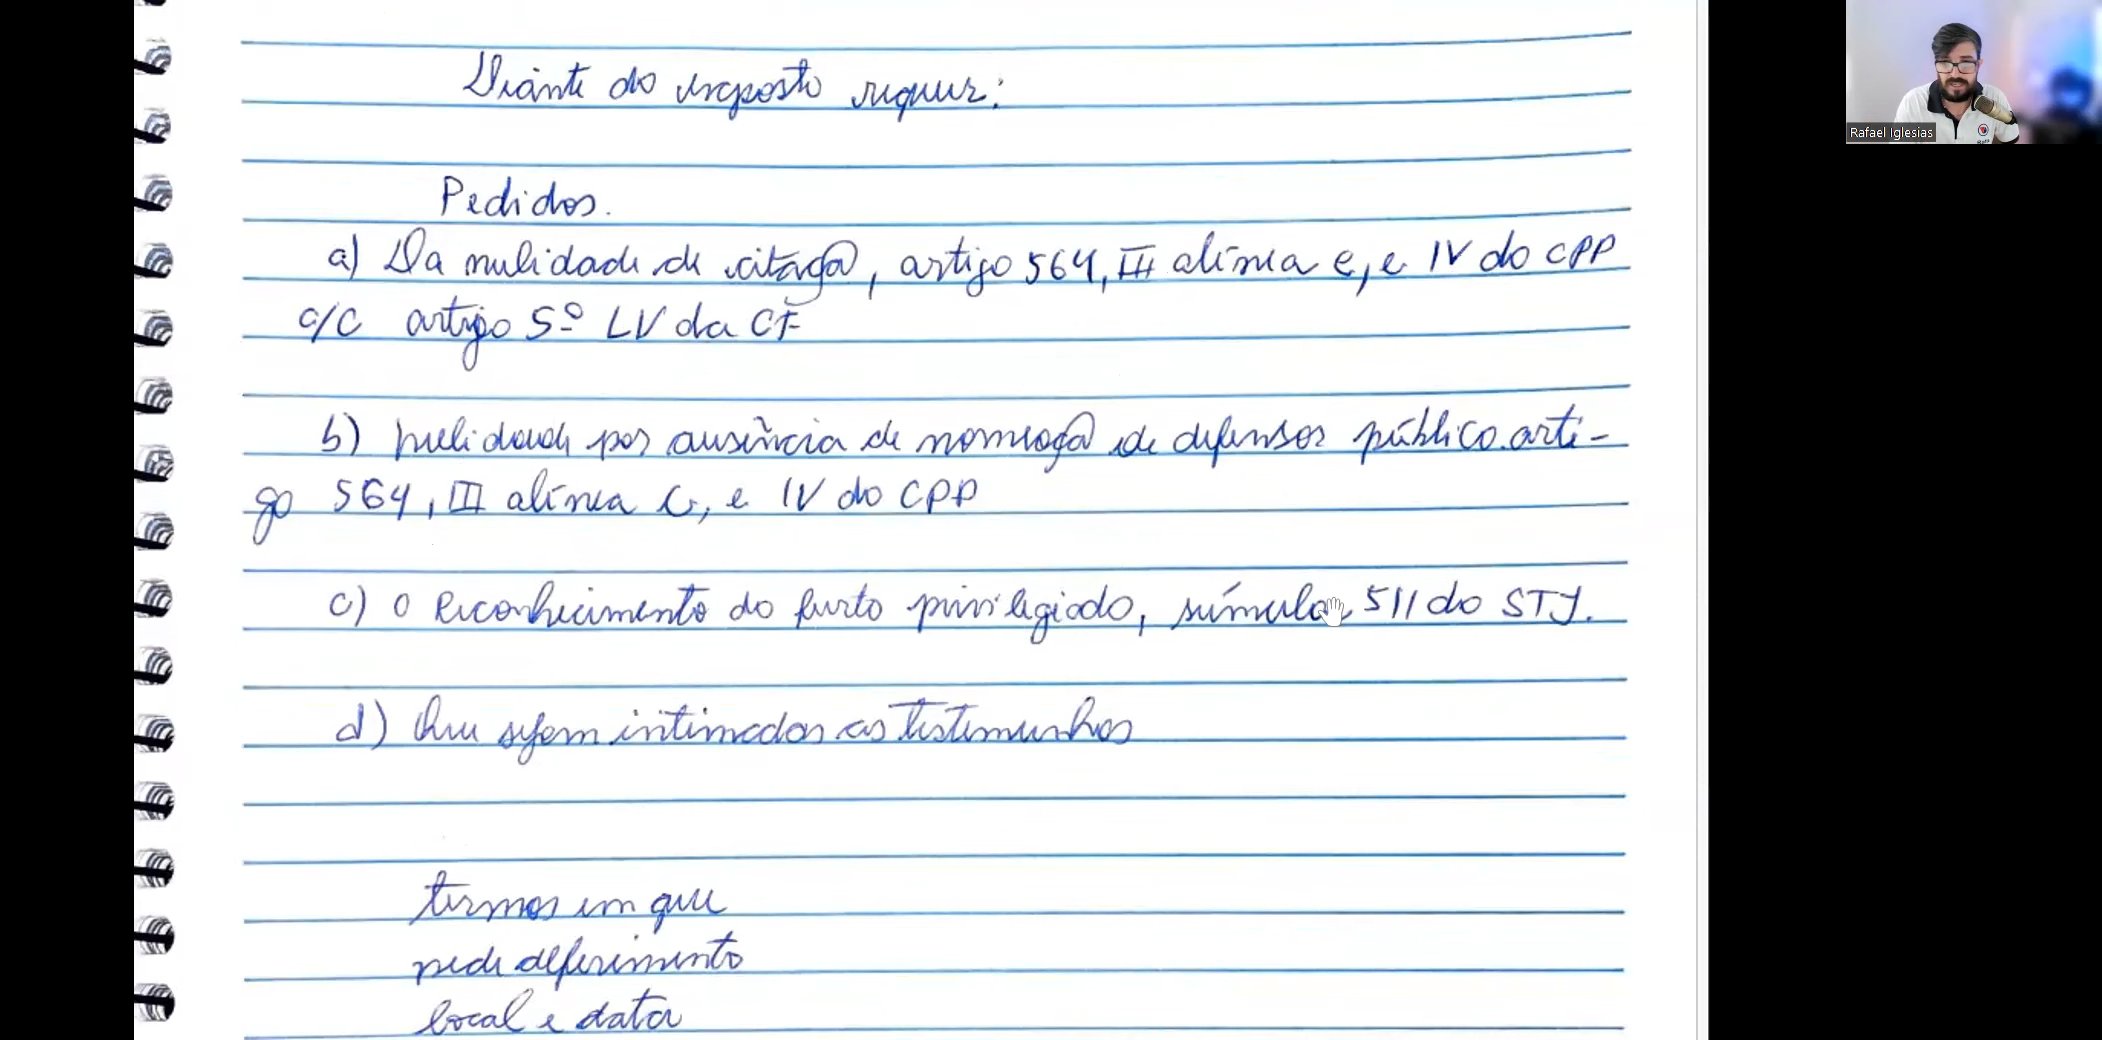 Diante do exposto requer:
Rafael Iglesias
Pedidos.
a) Da nulidade de citação, artigo 564, III alínea e, e IV do CPP
c/c artigo 5º LV da CF
b) nulidade por ausência de nomeação de defensor público. arti-
go 564, III alínea c, e IV do CPP
c) o reconhecimento do furto privilegiado, súmula 511 do STJ.
d) Que sejam intimadas as testemunhas
termos em que
pede deferimento
local e data